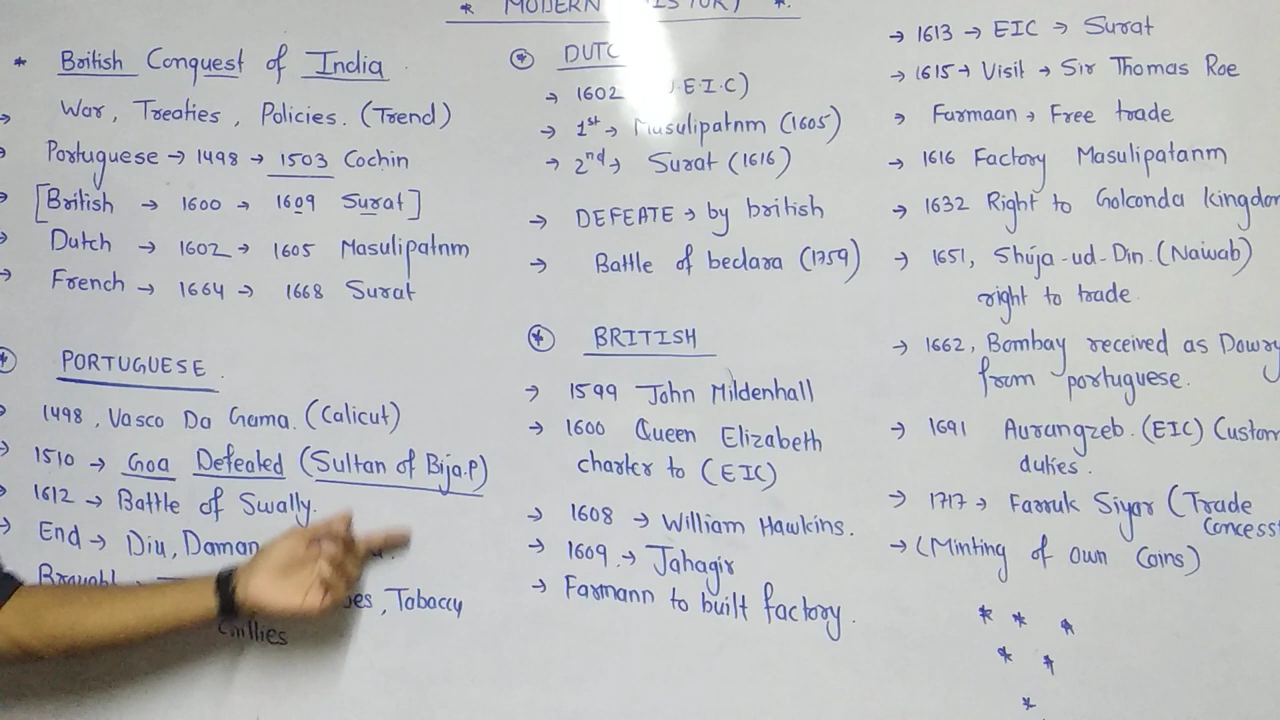 * MODERN HISTORY *
* British Conquest of India
→ War, Treaties, Policies. (Trend)
→ Portuguese → 1498 → 1503 Cochin
→ [British → 1600 → 1609 Surat]
→ Dutch → 1602 → 1605 Masulipatnm
→ French → 1664 → 1668 Surat
PORTUGUESE
→ 1498, Vasco Da Gama. (Calicut)
→ 1510 → Goa Defeated (Sultan of Bija.P)
→ 1612 → Battle of Swally.
→ End → Diu, Daman
, Tobaccy
Chillies
DUTC
→ 1602 .E.I.C)
→ 1st → Masulipatnm (1605)
→ 2nd → Surat (1616)
→ DEFEATE → by british
→ Battle of bedara (1759)
BRITISH
→ 1599 John Mildenhall
→ 1600 Queen Elizabeth
charter to (EIC)
→ 1608 → William Hawkins.
→ 1609 → Jahagir
→ Farmann to built factory.
→ 1613 → EIC → Surat
→ 1615 → Visit → Sir Thomas Roe
→ Farmaan → Free trade
→ 1616 Factory Masulipatanm
→ 1632 Right to Golconda kingdom
→ 1651, Shuja-ud-Din. (Naiwab)
right to trade
→ 1662, Bombay received as Dowry
from portuguese.
→ 1691 Aurangzeb. (EIC) Custom
duties.
→ 1717 → Farruk Siyar (Trade
Concess
→ (Minting of own Coins)
* * *
* *
*